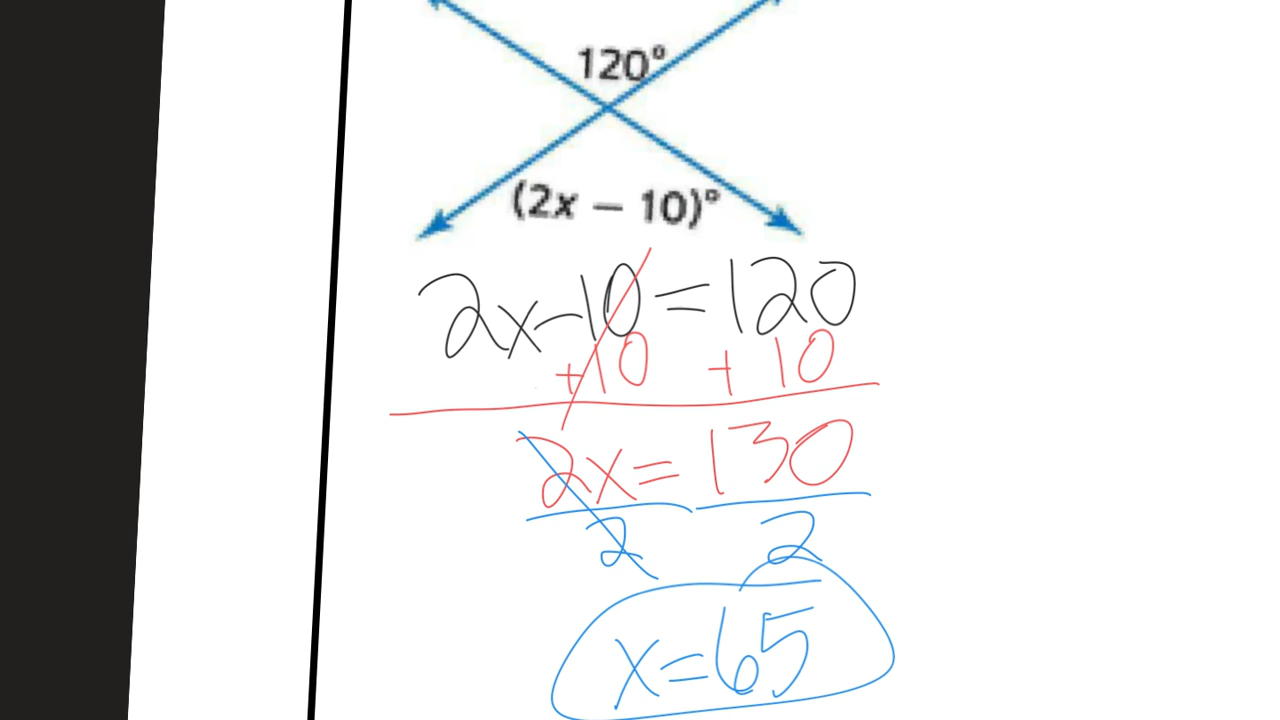 120°
(2x – 10)°
2x-10=120
+10 + 10
2x= 130
2 2
x=65